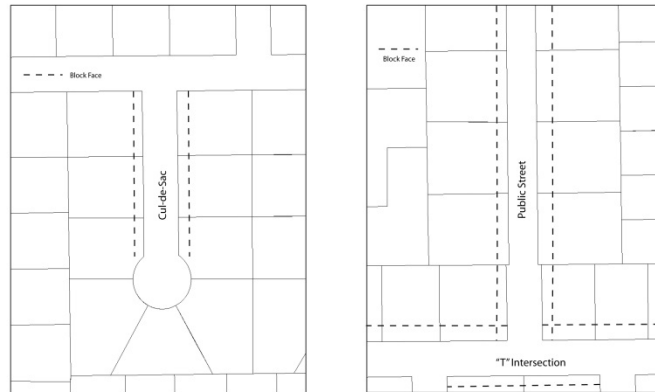 Block Face
Cul-de-Sac
Block Face
Public Street
"T" Intersection